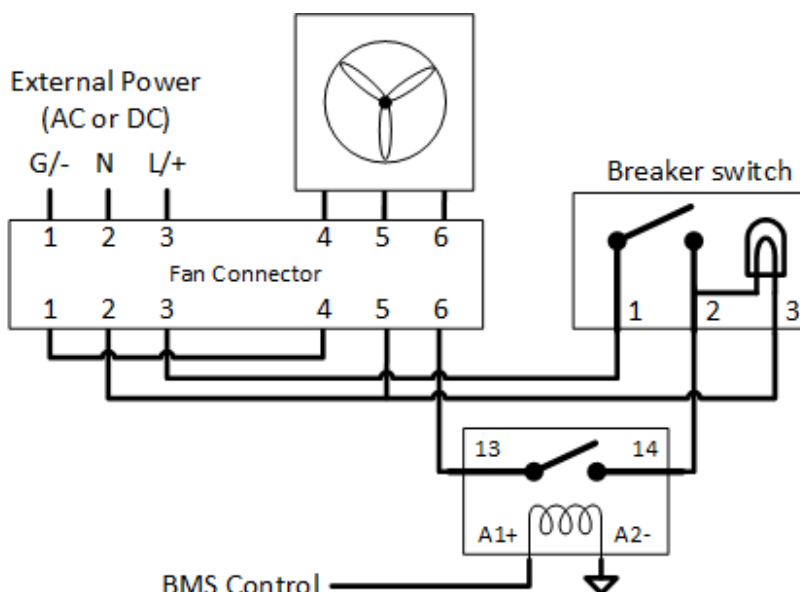 External Power
(AC or DC)
G/- N L/+
Breaker switch
1 2 3 4 5 6
Fan Connector
1 2 3 4 5 6
1 2 3
13 14
A1+ A2-
BMS Control